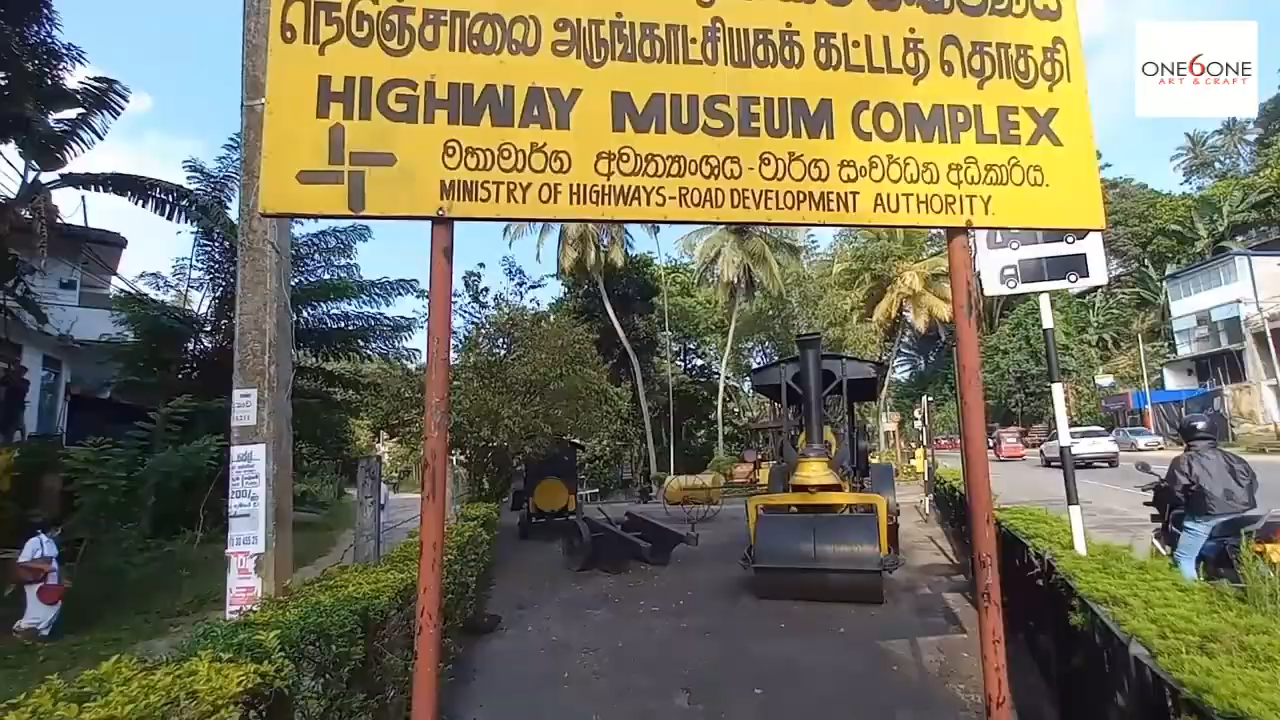 நெடுஞ்சாலை அருங்காட்சியகக் கட்டடத் தொகுதி
HIGHWAY MUSEUM COMPLEX
මහාමාර්ග අමාත්‍යාංශය - මාර්ග සංවර්ධන අධිකාරිය.
MINISTRY OF HIGHWAYS-ROAD DEVELOPMENT AUTHORITY.
ONE6ONE
ART & CRAFT
200/